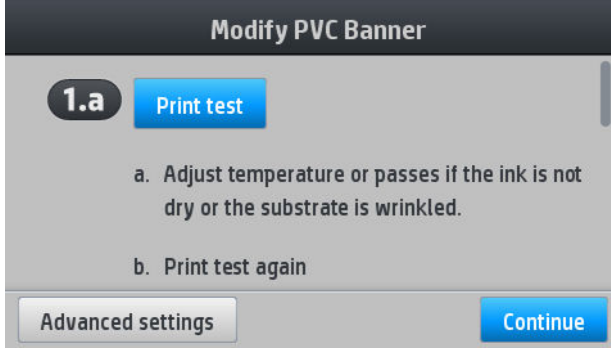 Modify PVC Banner
1.a Print test
a. Adjust temperature or passes if the ink is not
dry or the substrate is wrinkled.
b. Print test again
Advanced settings Continue